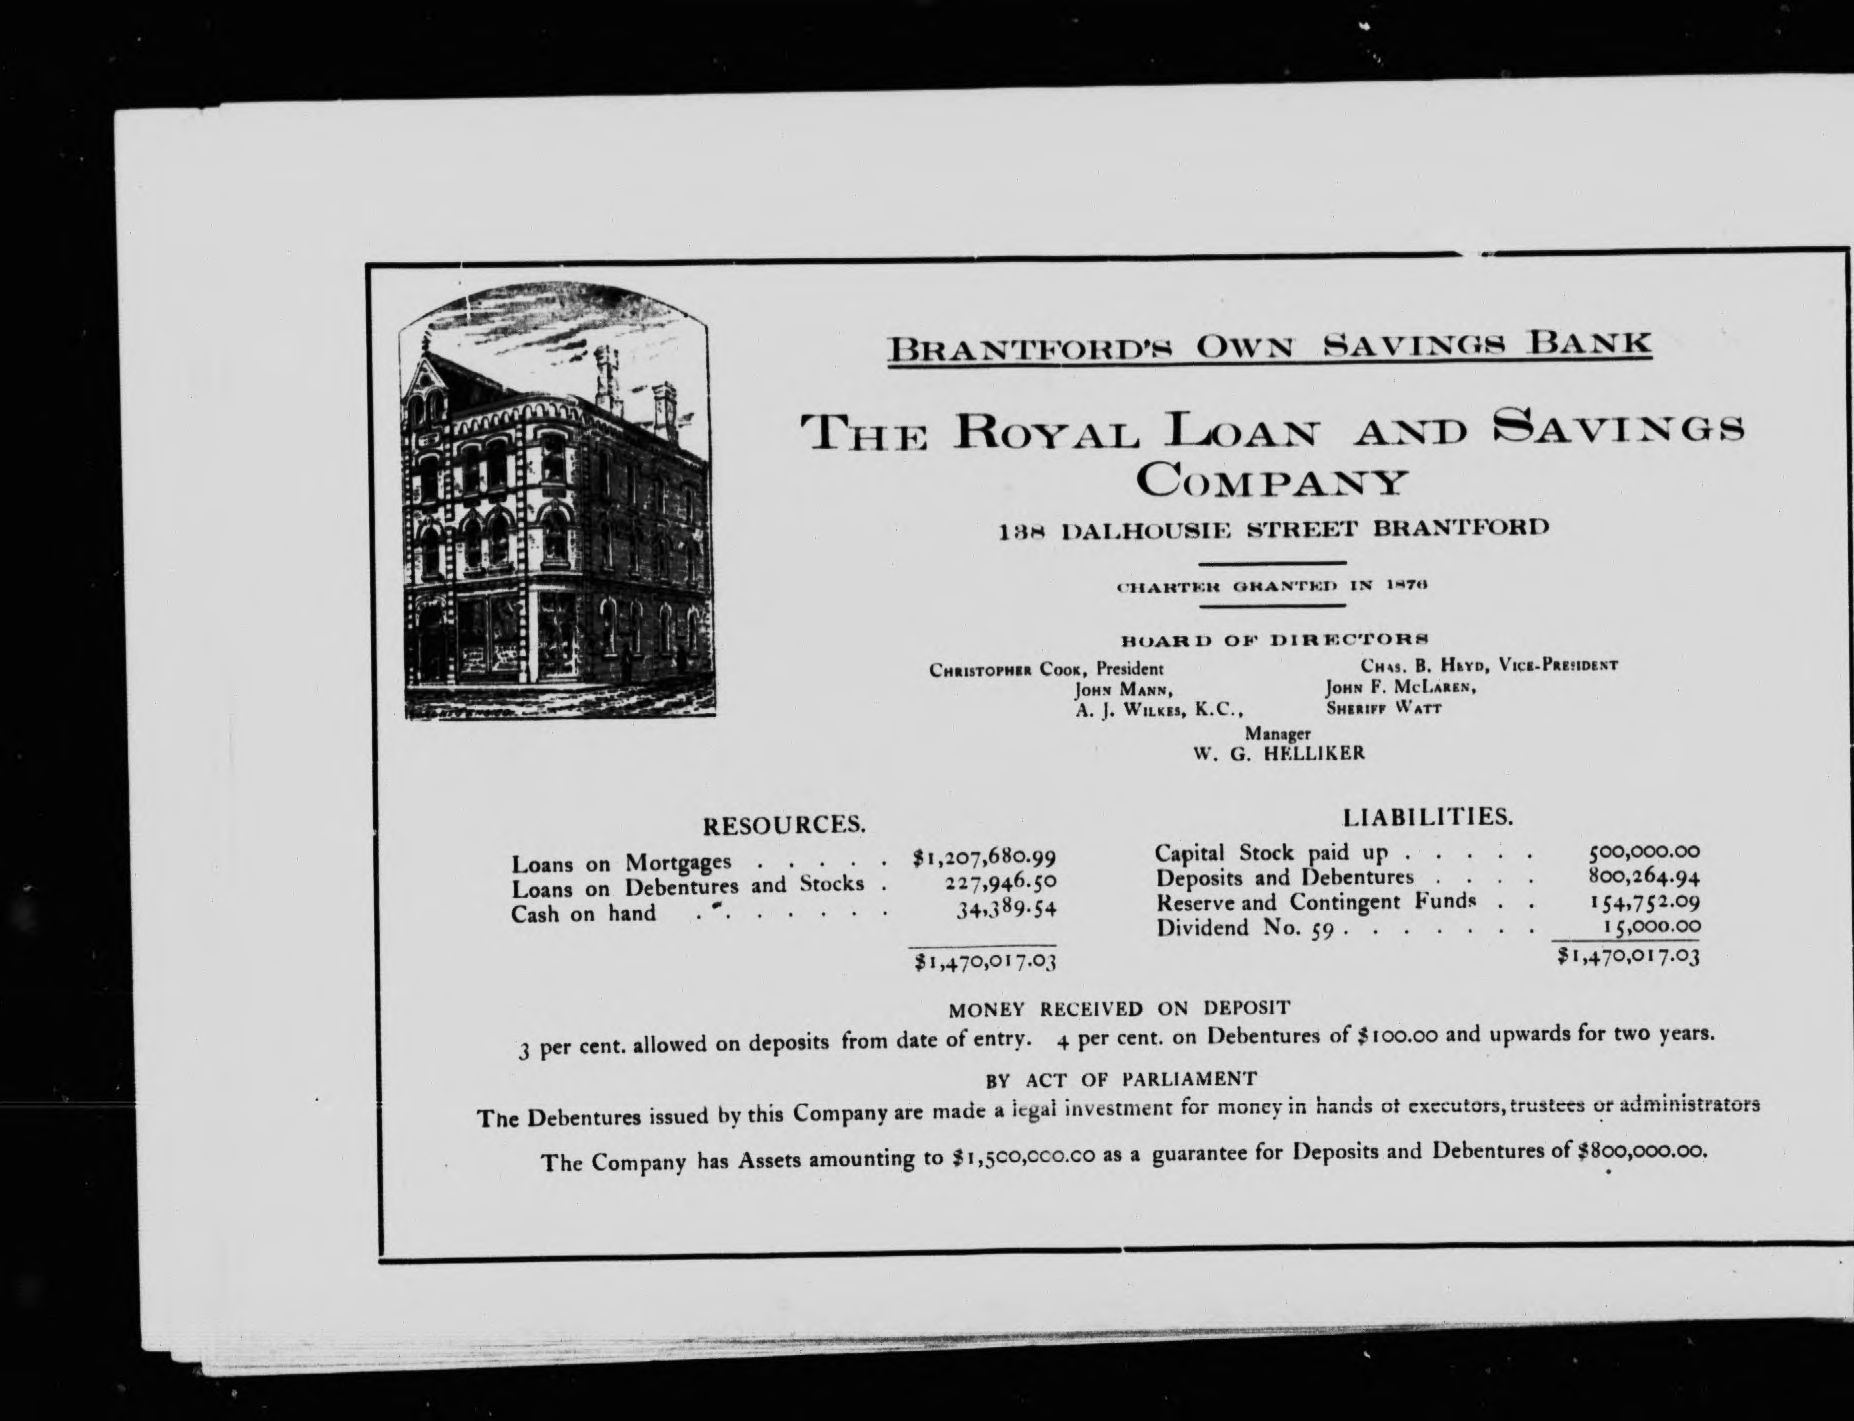 BRANTFORD'S OWN SAVINGS BANK
THE ROYAL LOAN AND SAVINGS
COMPANY
138 DALHOUSIE STREET BRANTFORD
CHARTER GRANTED IN 1876
BOARD OF DIRECTORS
CHRISTOPHER COOK, President CHAS. B. HEYD, VICE-PRESIDENT
JOHN MANN, JOHN F. MCLAREN,
A. J. WILKES, K.C., SHERIFF WATT
Manager
W. G. HELLIKER
RESOURCES.
Loans on Mortgages . . . . . $1,207,680.99
Loans on Debentures and Stocks . 227,946.50
Cash on hand . . . . . . . 34,389.54
$1,470,017.03
LIABILITIES.
Capital Stock paid up . . . . . 500,000.00
Deposits and Debentures . . . . 800,264.94
Reserve and Contingent Funds . . 154,752.09
Dividend No. 59 . . . . . . . 15,000.00
$1,470,017.03
MONEY RECEIVED ON DEPOSIT
3 per cent. allowed on deposits from date of entry. 4 per cent. on Debentures of $100.00 and upwards for two years.
BY ACT OF PARLIAMENT
The Debentures issued by this Company are made a legal investment for money in hands of executors, trustees or administrators
The Company has Assets amounting to $1,500,000.00 as a guarantee for Deposits and Debentures of $800,000.00.